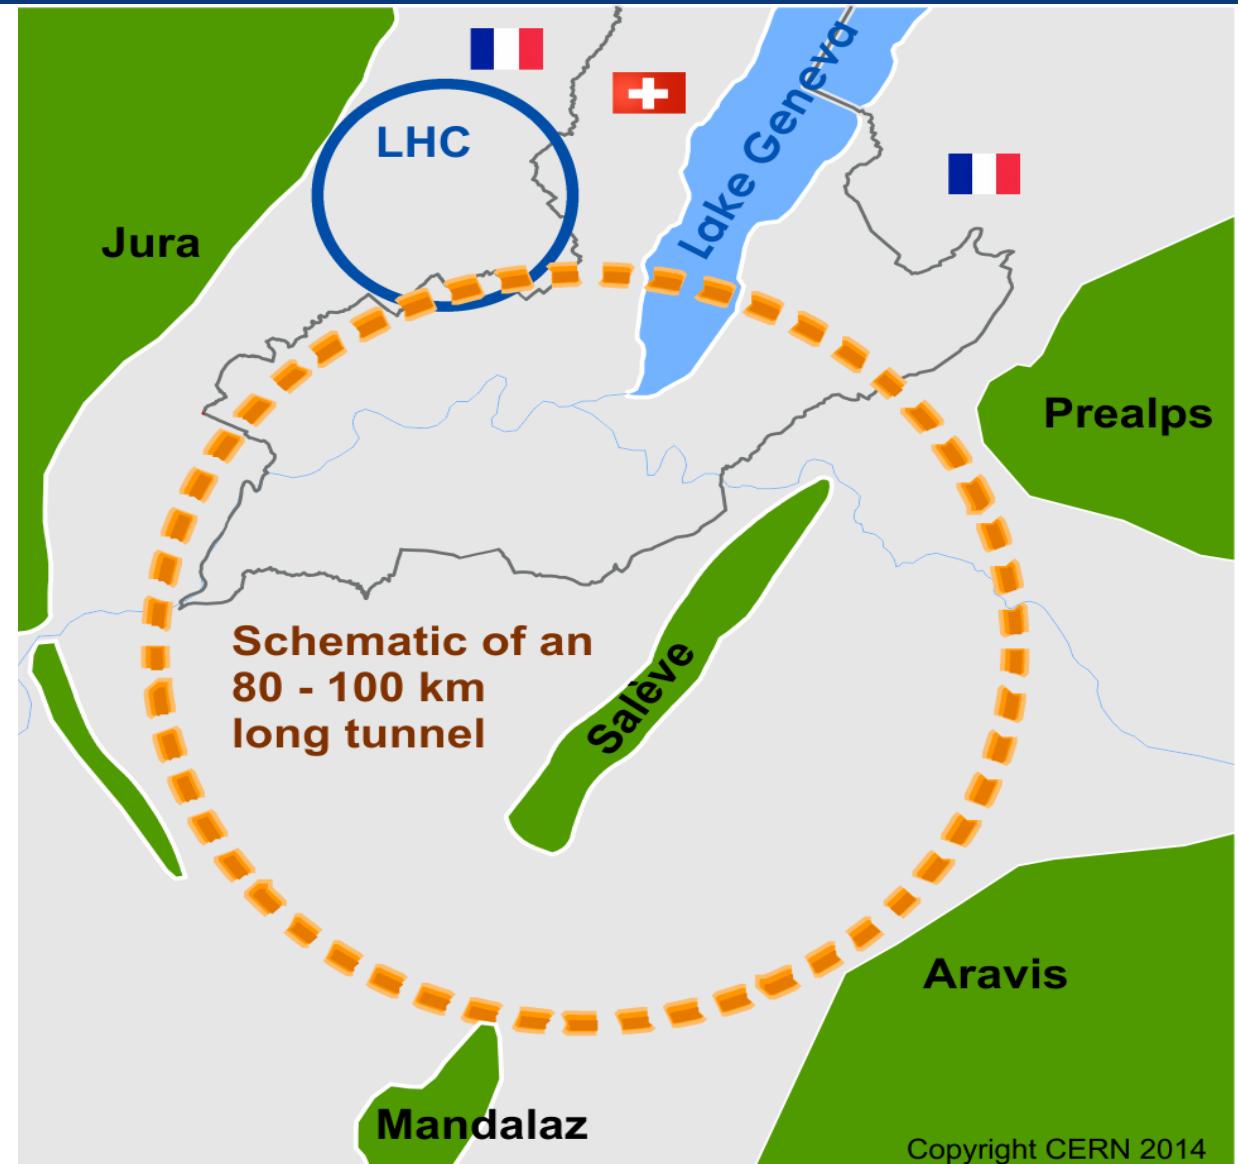 LHC
Lake Geneva
Jura
Prealps
Schematic of an
80 - 100 km
long tunnel
Salève
Aravis
Mandalaz
Copyright CERN 2014